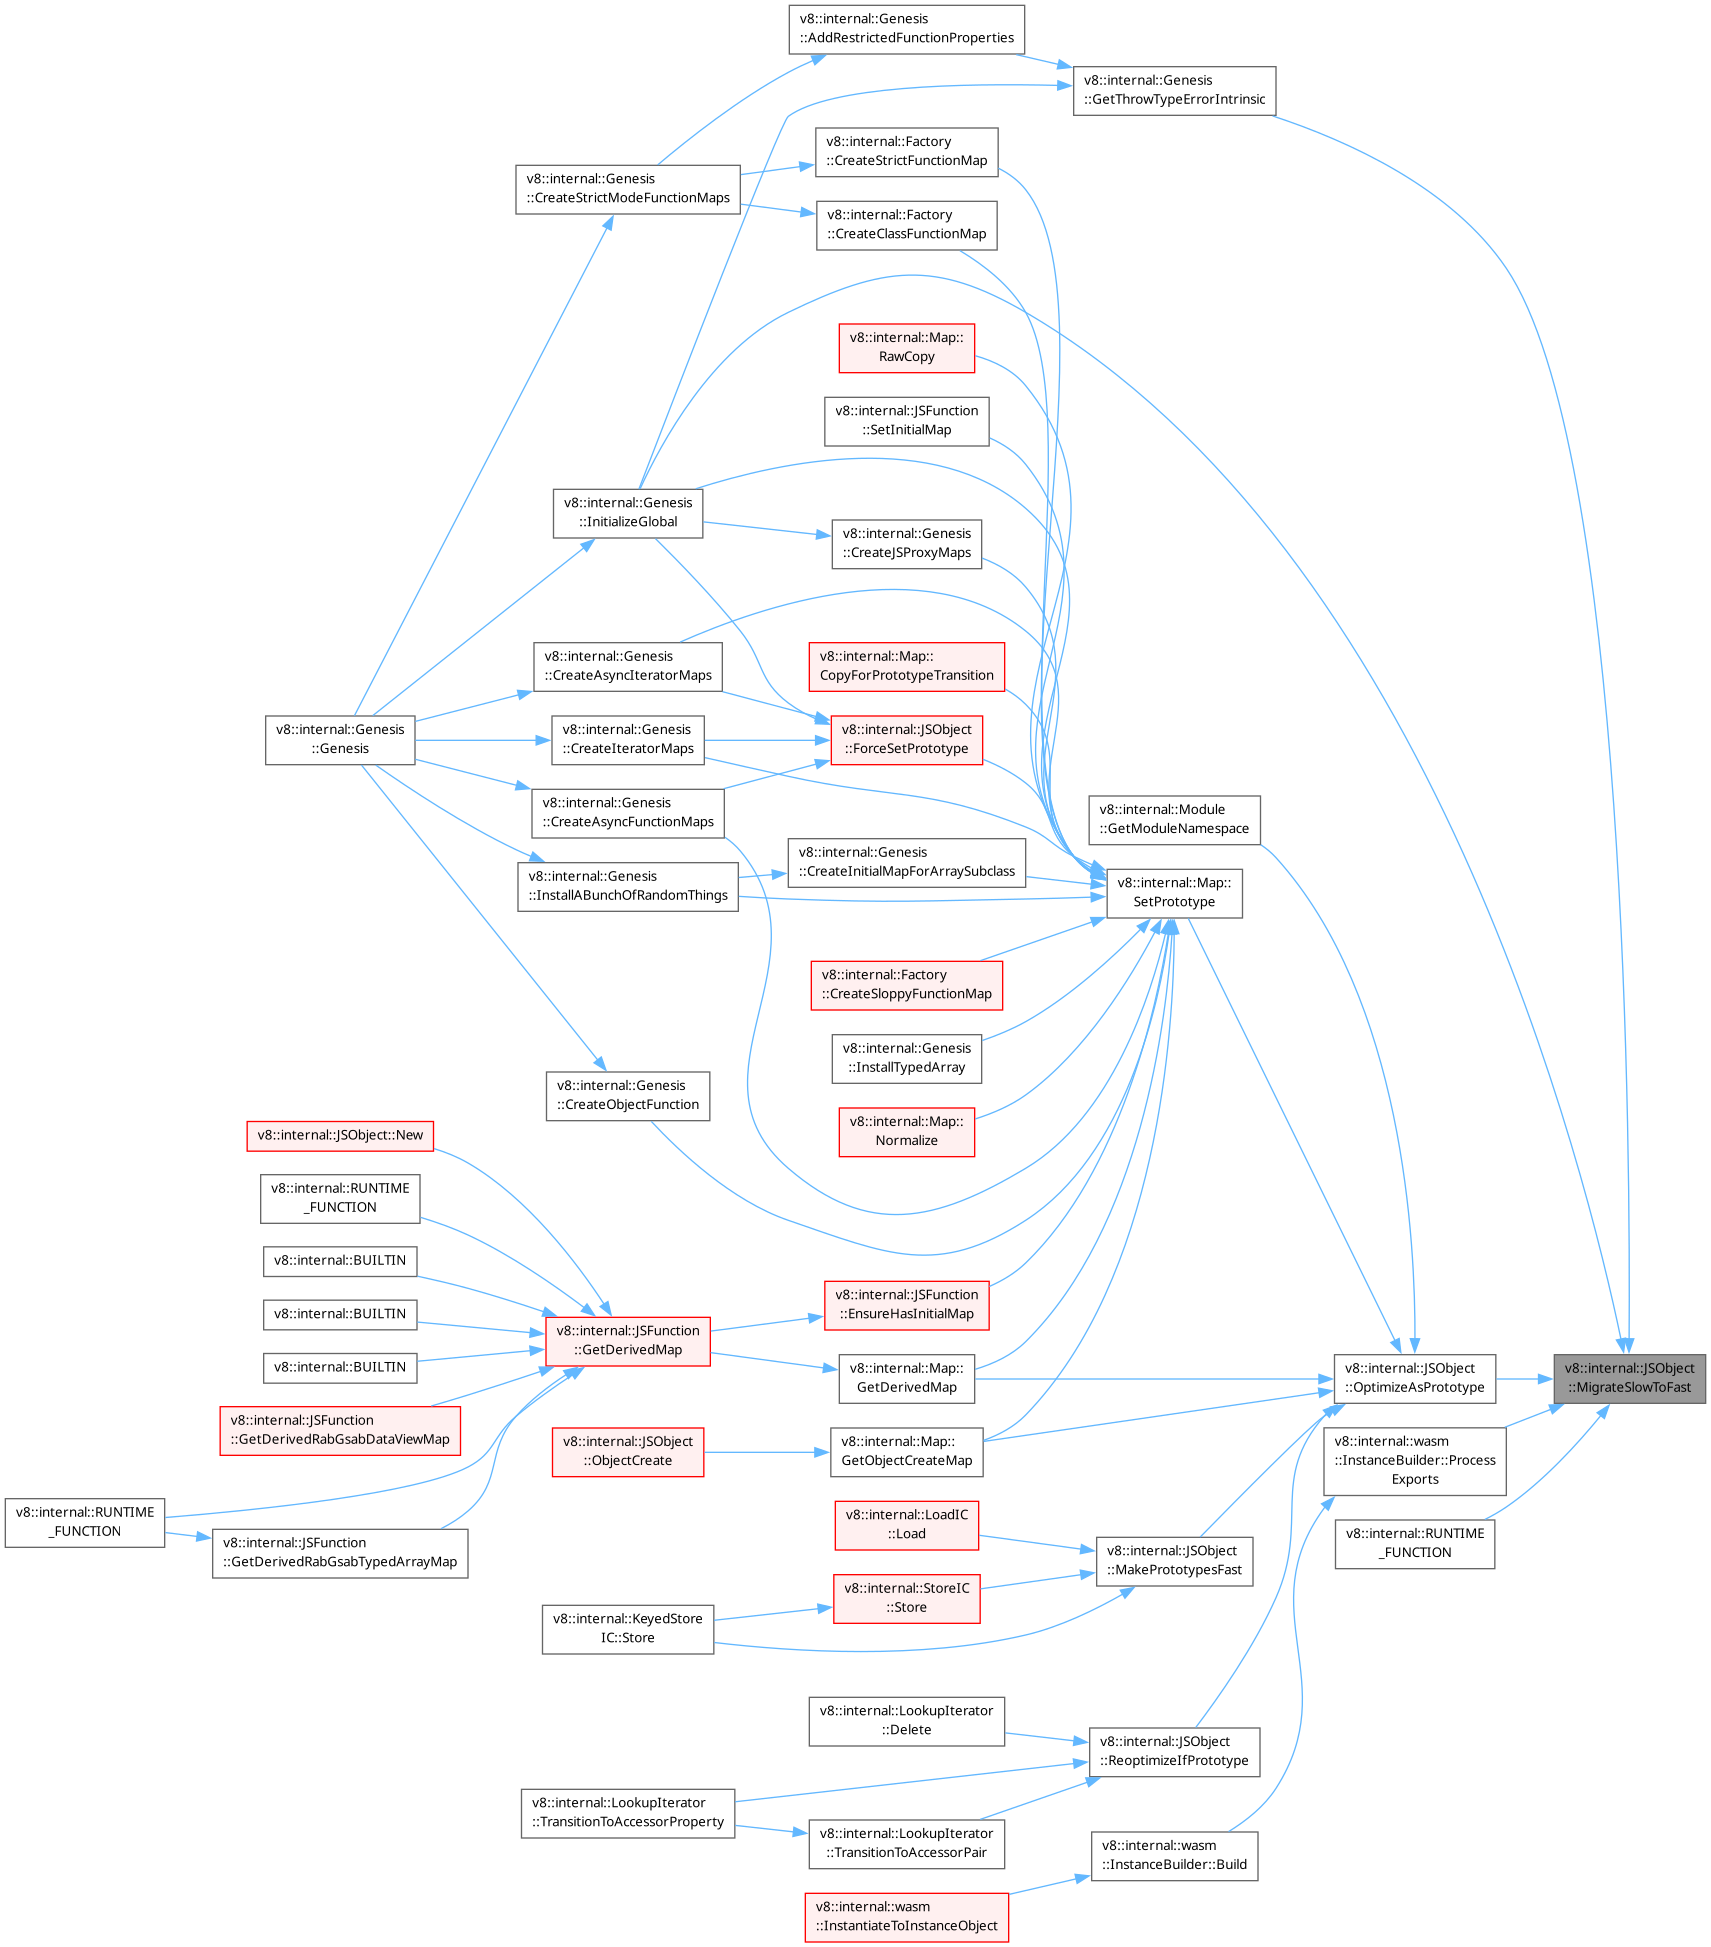 v8::internal::Genesis
::AddRestrictedFunctionProperties
v8::internal::Genesis
::GetThrowTypeErrorIntrinsic
v8::internal::Factory
::CreateStrictFunctionMap
v8::internal::Genesis
::CreateStrictModeFunctionMaps
v8::internal::Factory
::CreateClassFunctionMap
v8::internal::Map::
RawCopy
v8::internal::JSFunction
::SetInitialMap
v8::internal::Genesis
::InitializeGlobal
v8::internal::Genesis
::CreateJSProxyMaps
v8::internal::Genesis
::CreateAsyncIteratorMaps
v8::internal::Map::
CopyForPrototypeTransition
v8::internal::Genesis
::Genesis
v8::internal::Genesis
::CreateIteratorMaps
v8::internal::JSObject
::ForceSetPrototype
v8::internal::Genesis
::CreateAsyncFunctionMaps
v8::internal::Module
::GetModuleNamespace
v8::internal::Genesis
::InstallABunchOfRandomThings
v8::internal::Genesis
::CreateInitialMapForArraySubclass
v8::internal::Map::
SetPrototype
v8::internal::Factory
::CreateSloppyFunctionMap
v8::internal::Genesis
::InstallTypedArray
v8::internal::Genesis
::CreateObjectFunction
v8::internal::Map::
Normalize
v8::internal::JSObject::New
v8::internal::RUNTIME
_FUNCTION
v8::internal::BUILTIN
v8::internal::BUILTIN
v8::internal::BUILTIN
v8::internal::JSFunction
::GetDerivedMap
v8::internal::JSFunction
::EnsureHasInitialMap
v8::internal::Map::
GetDerivedMap
v8::internal::JSObject
::OptimizeAsPrototype
v8::internal::JSObject
::MigrateSlowToFast
v8::internal::JSFunction
::GetDerivedRabGsabDataViewMap
v8::internal::JSObject
::ObjectCreate
v8::internal::Map::
GetObjectCreateMap
v8::internal::wasm
::InstanceBuilder::Process
Exports
v8::internal::RUNTIME
_FUNCTION
v8::internal::JSFunction
::GetDerivedRabGsabTypedArrayMap
v8::internal::LoadIC
::Load
v8::internal::JSObject
::MakePrototypesFast
v8::internal::RUNTIME
_FUNCTION
v8::internal::StoreIC
::Store
v8::internal::KeyedStore
IC::Store
v8::internal::LookupIterator
::Delete
v8::internal::JSObject
::ReoptimizeIfPrototype
v8::internal::LookupIterator
::TransitionToAccessorProperty
v8::internal::LookupIterator
::TransitionToAccessorPair
v8::internal::wasm
::InstanceBuilder::Build
v8::internal::wasm
::InstantiateToInstanceObject